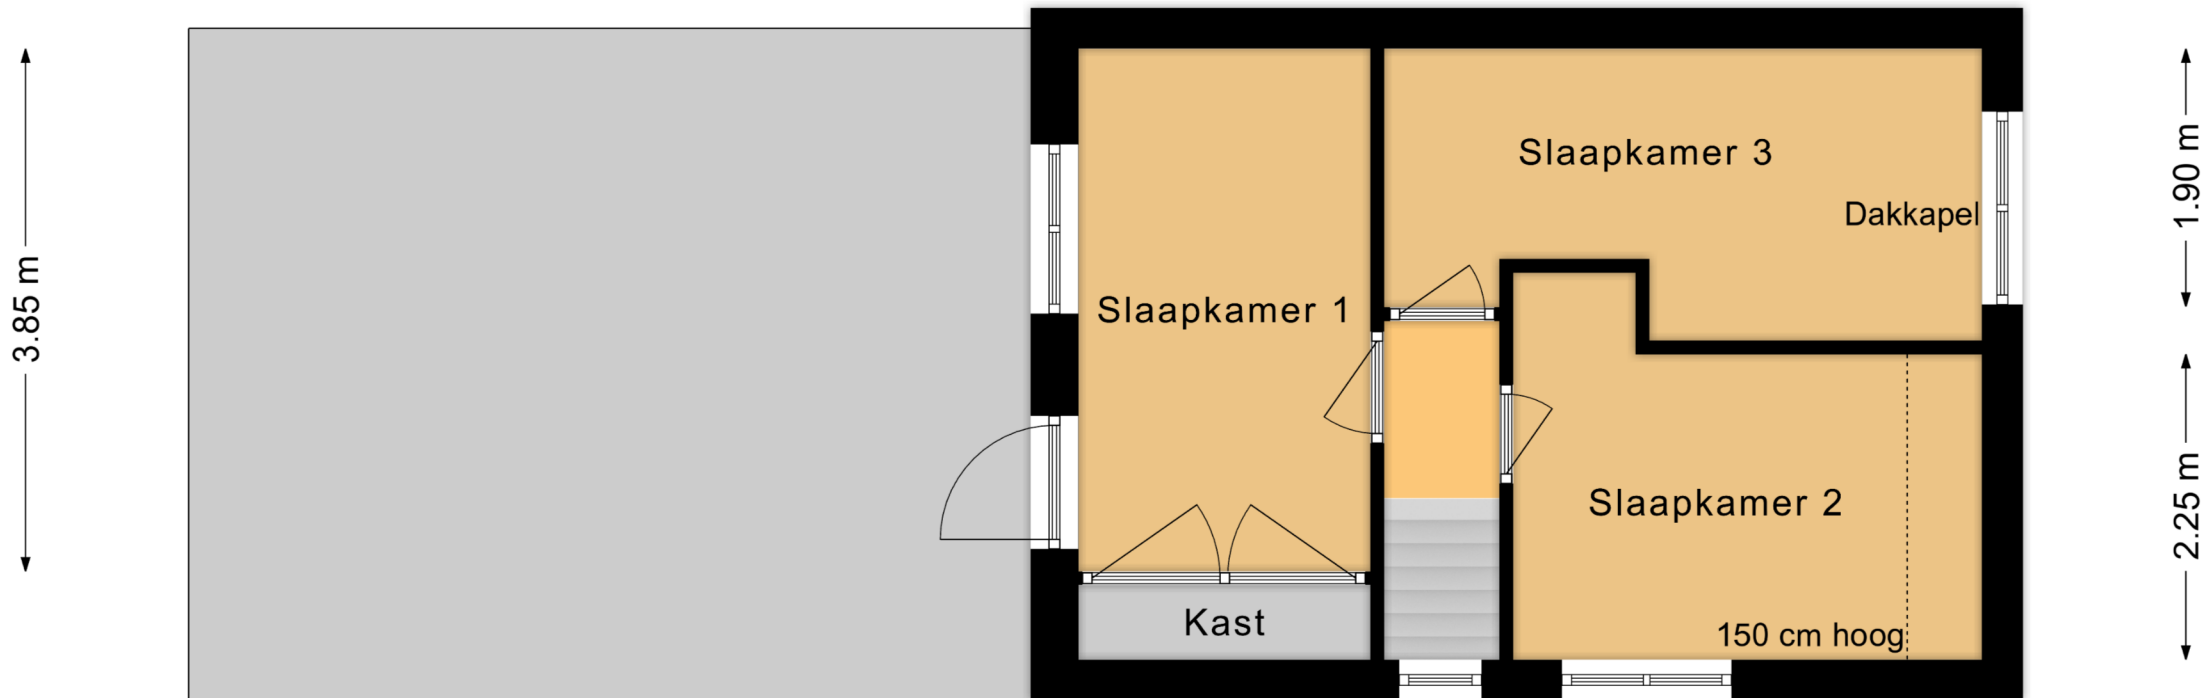 3.85 m
Slaapkamer 1
Kast
Slaapkamer 3
Dakkapel
Slaapkamer 2
150 cm hoog
1.90 m
2.25 m